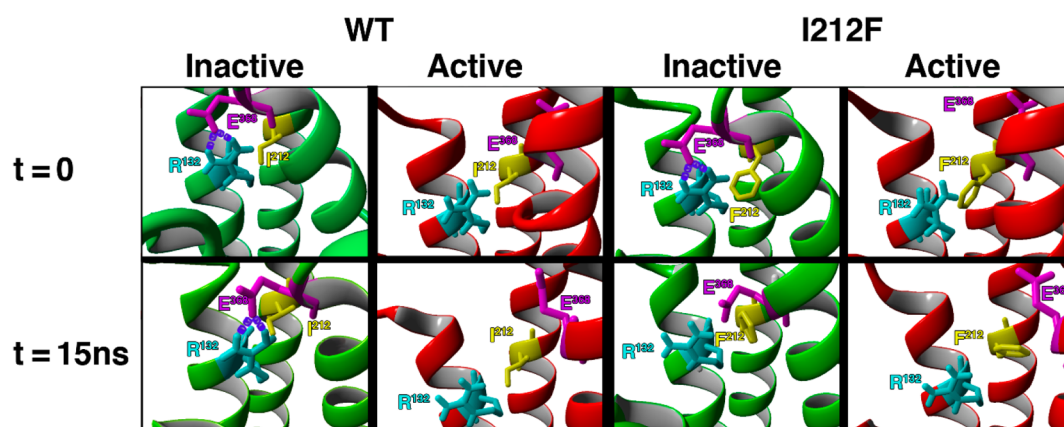 WT I212F
Inactive Active Inactive Active
t = 0
E³⁶⁸ R¹³² I²¹²
E³⁶⁸ I²¹² R¹³²
E³⁶⁸ R¹³² F²¹²
E³⁶⁸ F²¹² R¹³²
t = 15ns
E³⁶⁸ I²¹² R¹³²
E³⁶⁸ I²¹² R¹³²
E³⁶⁸ F²¹² R¹³²
F²¹² R¹³²